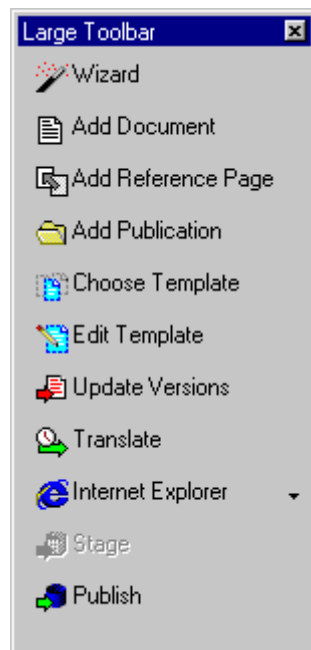 Large Toolbar
Wizard
Add Document
Add Reference Page
Add Publication
Choose Template
Edit Template
Update Versions
Translate
Internet Explorer
Stage
Publish